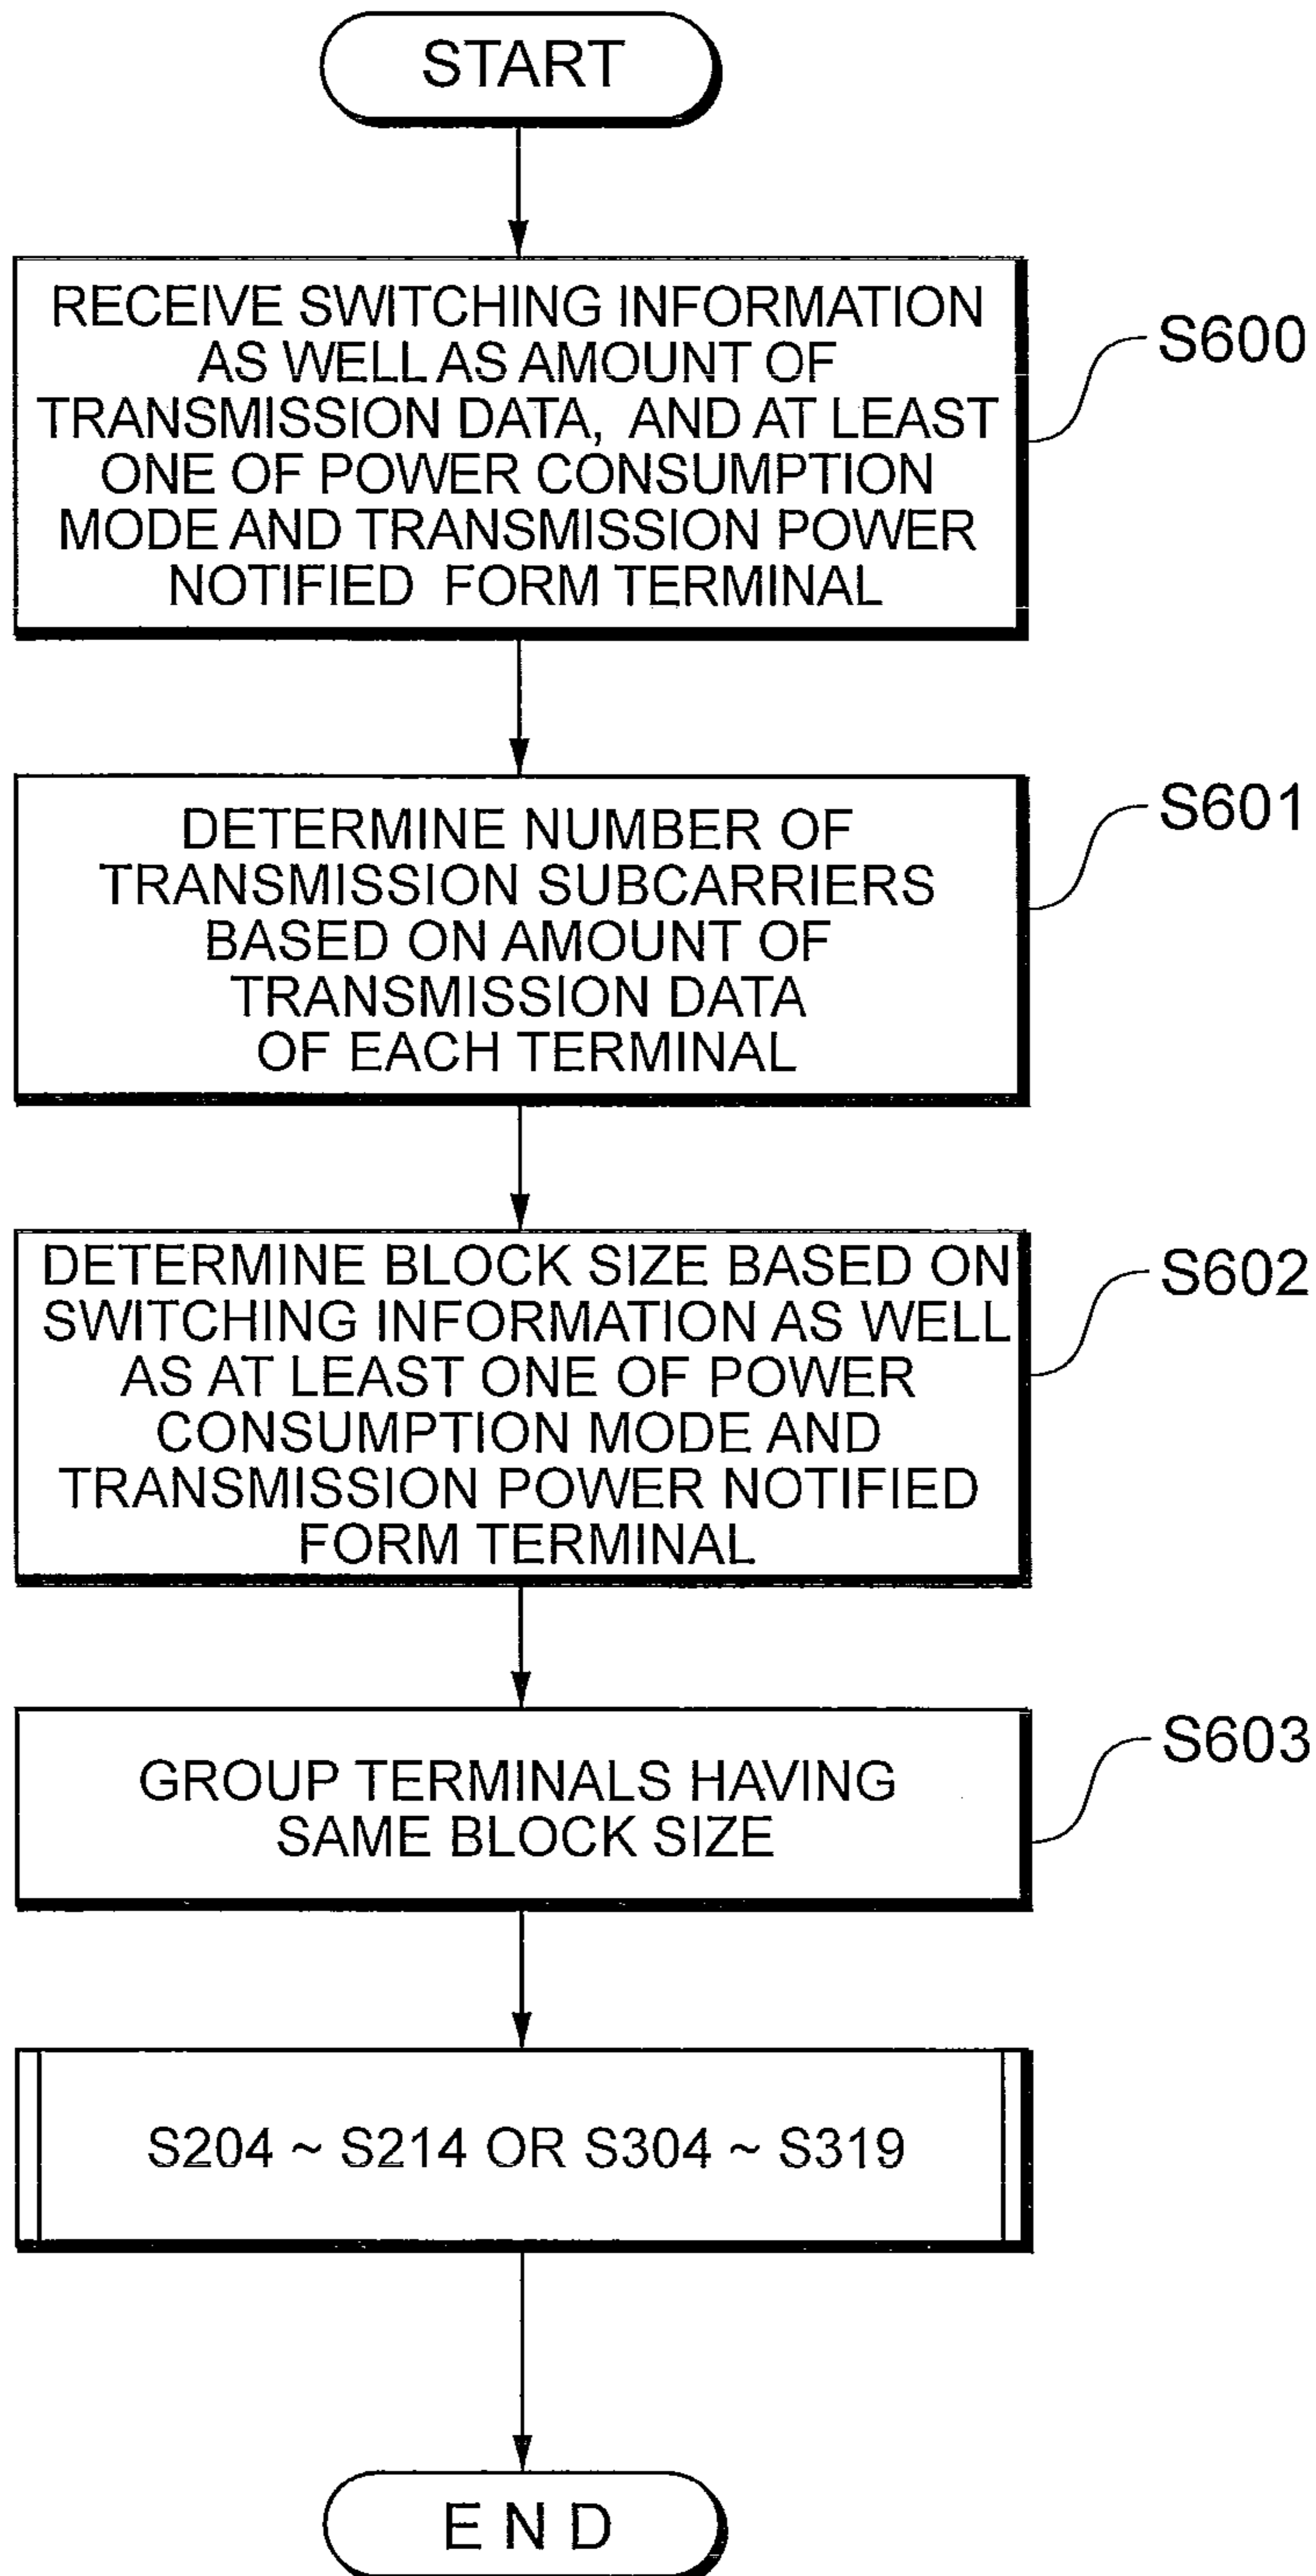 START
RECEIVE SWITCHING INFORMATION
AS WELL AS AMOUNT OF
TRANSMISSION DATA, AND AT LEAST
ONE OF POWER CONSUMPTION
MODE AND TRANSMISSION POWER
NOTIFIED FORM TERMINAL
S600
DETERMINE NUMBER OF
TRANSMISSION SUBCARRIERS
BASED ON AMOUNT OF
TRANSMISSION DATA
OF EACH TERMINAL
S601
DETERMINE BLOCK SIZE BASED ON
SWITCHING INFORMATION AS WELL
AS AT LEAST ONE OF POWER
CONSUMPTION MODE AND
TRANSMISSION POWER NOTIFIED
FORM TERMINAL
S602
GROUP TERMINALS HAVING
SAME BLOCK SIZE
S603
S204 ~ S214 OR S304 ~ S319
END